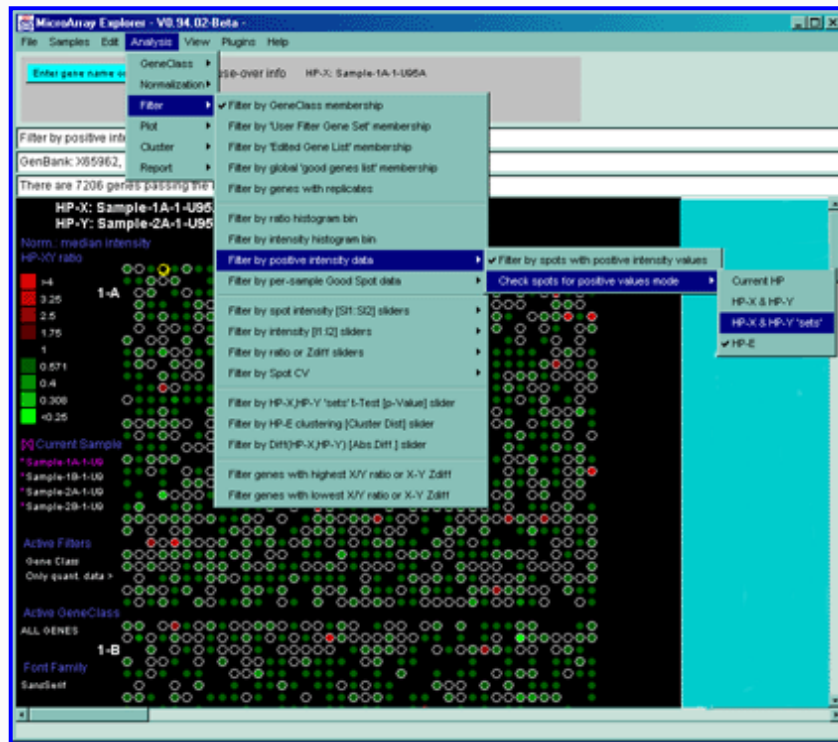 MicroArray Explorer - V0.94.02-Beta -
File Samples Edit Analysis View Plugins Help
Enter gene name
use-over info HP-X: Sample-1A-1-U95A
GeneClass
Normalization
Filter
Plot
Cluster
Report
Filter by GeneClass membership
Filter by 'User Filter Gene Set' membership
Filter by 'Edited Gene List' membership
Filter by global 'good genes list' membership
Filter by genes with replicates
Filter by ratio histogram bin
Filter by intensity histogram bin
Filter by positive intensity data
Filter by per-sample Good Spot data
Filter by spot intensity [SI1:SI2] sliders
Filter by intensity [I1:I2] sliders
Filter by ratio or Zdiff sliders
Filter by Spot CV
Filter by HP-X,HP-Y 'sets' t-Test [p-Value] slider
Filter by HP-E clustering [Cluster Dist] slider
Filter by Diff(HP-X,HP-Y) [Abs.Diff.] slider
Filter genes with highest X/Y ratio or X-Y Zdiff
Filter genes with lowest X/Y ratio or X-Y Zdiff
Filter by spots with positive intensity values
Check spots for positive values mode
Current HP
HP-X & HP-Y
HP-X & HP-Y 'sets'
HP-E
Filter by positive inte
GenBank: X65962,
There are 7206 genes passing the
HP-X: Sample-1A-1-U95
HP-Y: Sample-2A-1-U95
Norm.: median intensity
HP-XY ratio
>4
3.25
2.5
1.75
1
0.571
0.4
0.308
<0.25
1-A
[X] Current Sample
*Sample-1A-1-U9
*Sample-1B-1-U9
*Sample-2A-1-U9
*Sample-2B-1-U9
Active Filters
Gene Class
Only quant. data >
Active GeneClass
ALL GENES
1-B
Font Family
SansSerif